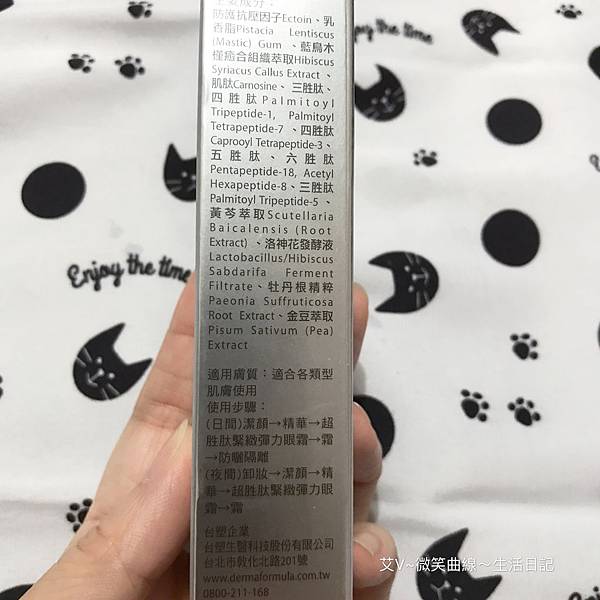 主要成分：
防護抗壓因子Ectoin、乳
香脂Pistacia Lentiscus
(Mastic) Gum 、藍鳥木
槿癒合組織萃取Hibiscus
Syriacus Callus Extract 、
肌肽Carnosine、三胜肽、
四胜肽Palmitoyl
Tripeptide-1, Palmitoyl
Tetrapeptide-7 、四胜肽
Caprooyl Tetrapeptide-3、
五胜肽、六胜肽
Pentapeptide-18, Acetyl
Hexapeptide-8、三胜肽
Palmitoyl Tripeptide-5 、
黃芩萃取Scutellaria
Baicalensis (Root
Extract) 、洛神花發酵液
Lactobacillus/Hibiscus
Sabdarifa Ferment
Filtrate、牡丹根精粹
Paeonia Suffruticosa
Root Extract、金豆萃取
Pisum Sativum (Pea)
Extract
適用膚質：適合各類型
肌膚使用
使用步驟：
(日間)潔顏→精華→超
胜肽緊緻彈力眼霜→霜
→防曬隔離
(夜間)卸妝→潔顏→精
華→超胜肽緊緻彈力眼
霜→霜
台塑企業
台塑生醫科技股份有限公司
台北市敦化北路201號
www.dermaformula.com.tw
0800-211-168
Enjoy the time
Enjoy the time
艾V~微笑曲線～生活日記